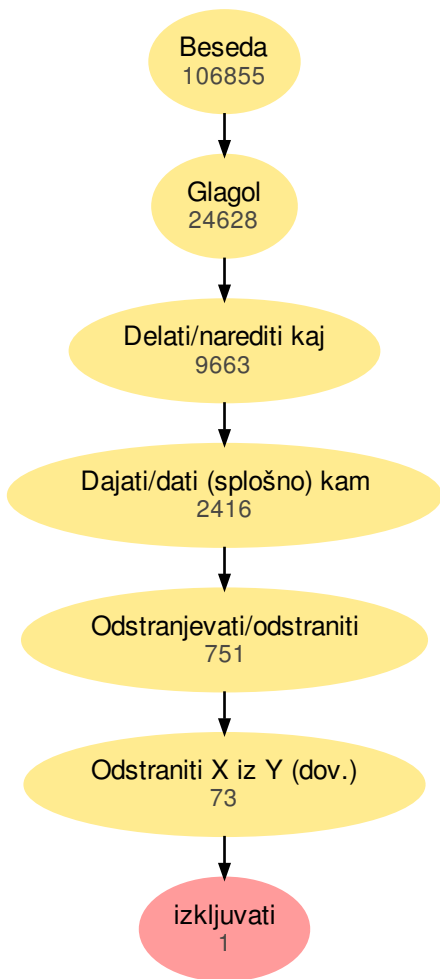 Beseda
106855
Glagol
24628
Delati/narediti kaj
9663
Dajati/dati (splošno) kam
2416
Odstranjevati/odstraniti
751
Odstraniti X iz Y (dov.)
73
izkljuvati
1